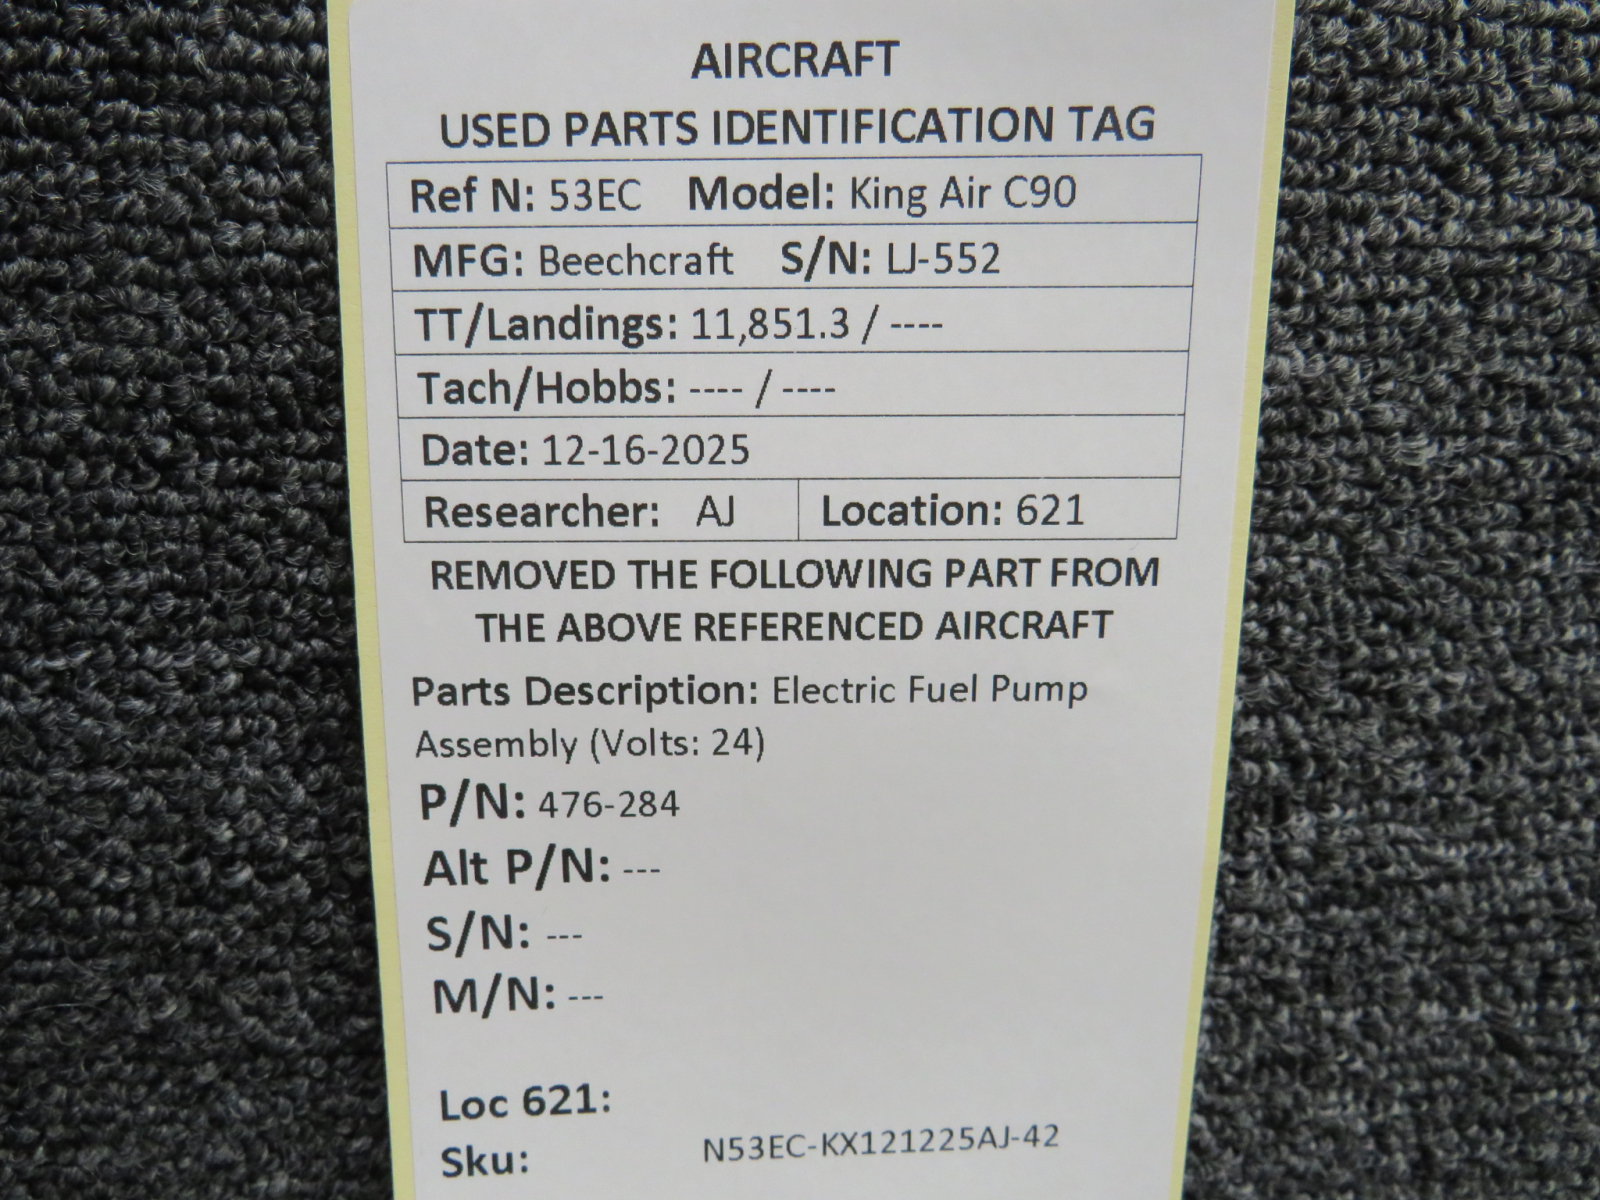 AIRCRAFT
USED PARTS IDENTIFICATION TAG
Ref N: 53EC Model: King Air C90
MFG: Beechcraft S/N: LJ-552
TT/Landings: 11,851.3 / ----
Tach/Hobbs: ---- / ----
Date: 12-16-2025
Researcher: AJ Location: 621
REMOVED THE FOLLOWING PART FROM
THE ABOVE REFERENCED AIRCRAFT
Parts Description: Electric Fuel Pump
Assembly (Volts: 24)
P/N: 476-284
Alt P/N: ---
S/N: ---
M/N: ---
Loc 621:
Sku: N53EC-KX121225AJ-42